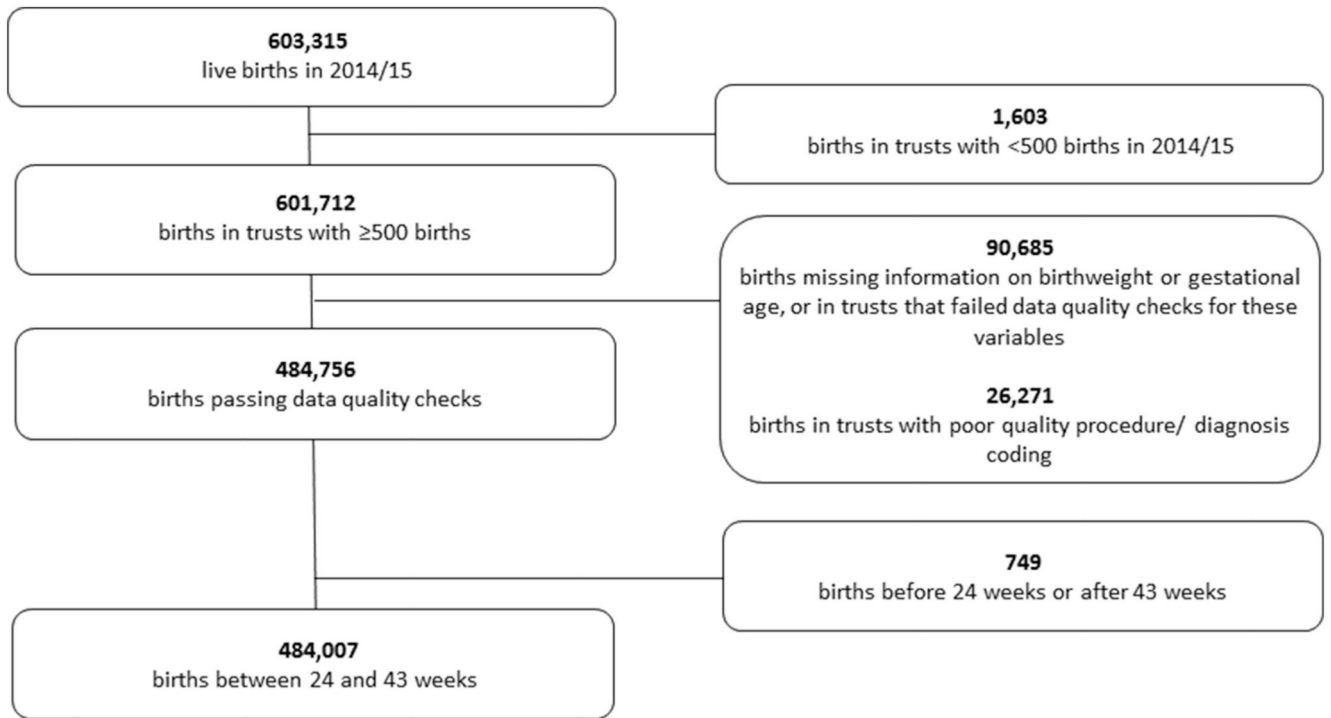 603,315
live births in 2014/15
1,603
births in trusts with <500 births in 2014/15
601,712
births in trusts with ≥500 births
90,685
births missing information on birthweight or gestational
age, or in trusts that failed data quality checks for these
variables
26,271
births in trusts with poor quality procedure/ diagnosis
coding
484,756
births passing data quality checks
749
births before 24 weeks or after 43 weeks
484,007
births between 24 and 43 weeks